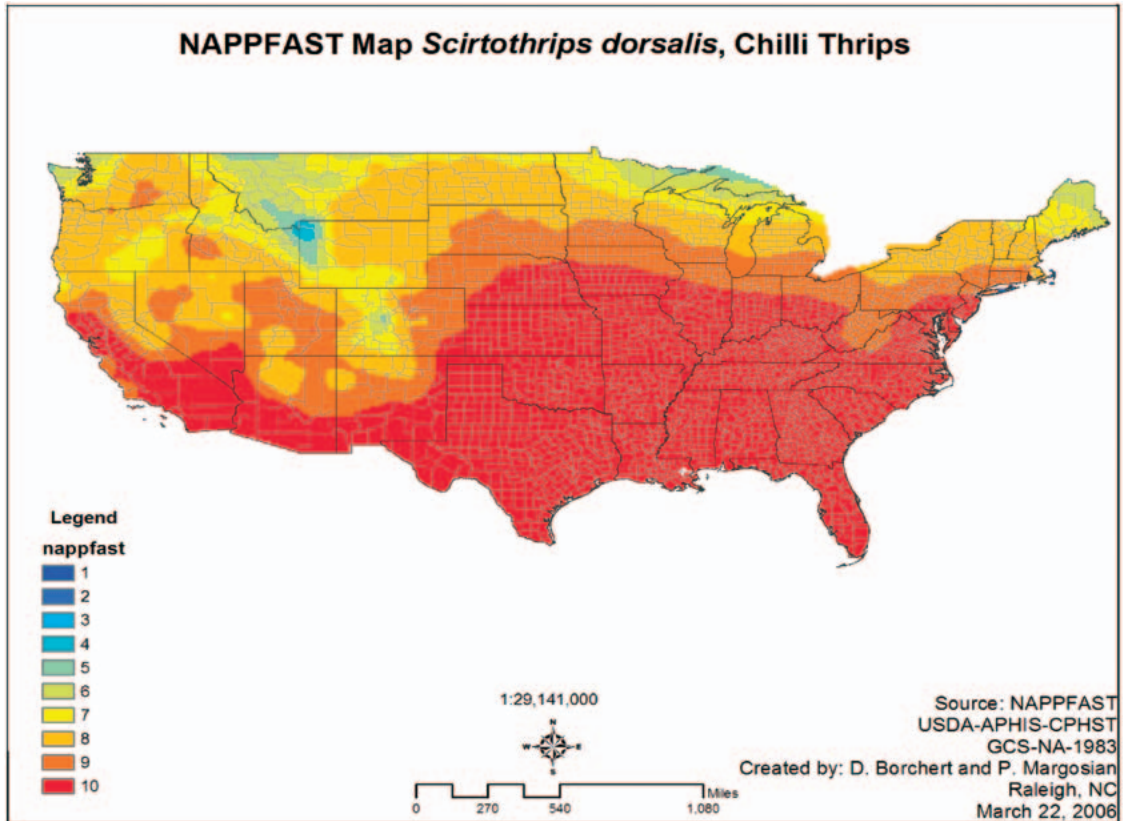 NAPPFAST Map Scirtothrips dorsalis, Chilli Thrips
Legend
nappfast
1
2
3
4
5
6
7
8
9
10
1:29,141,000
N
W E
S
Miles
0 270 540 1,080
Source: NAPPFAST
USDA-APHIS-CPHST
GCS-NA-1983
Created by: D. Borchert and P. Margosian
Raleigh, NC
March 22, 2006